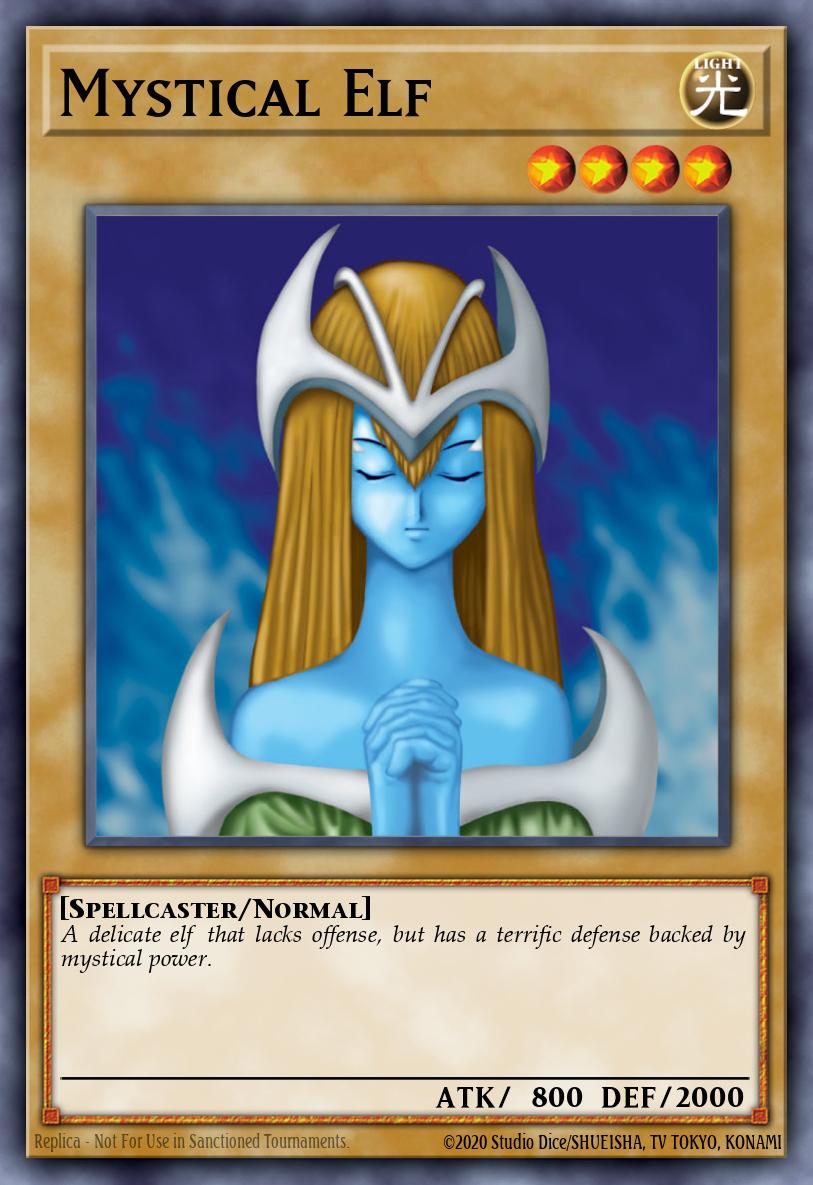 Mystical Elf
LIGHT
光
[Spellcaster/Normal]
A delicate elf that lacks offense, but has a terrific defense backed by
mystical power.
ATK/ 800 DEF/2000
Replica - Not For Use in Sanctioned Tournaments.
©2020 Studio Dice/SHUEISHA, TV TOKYO, KONAMI